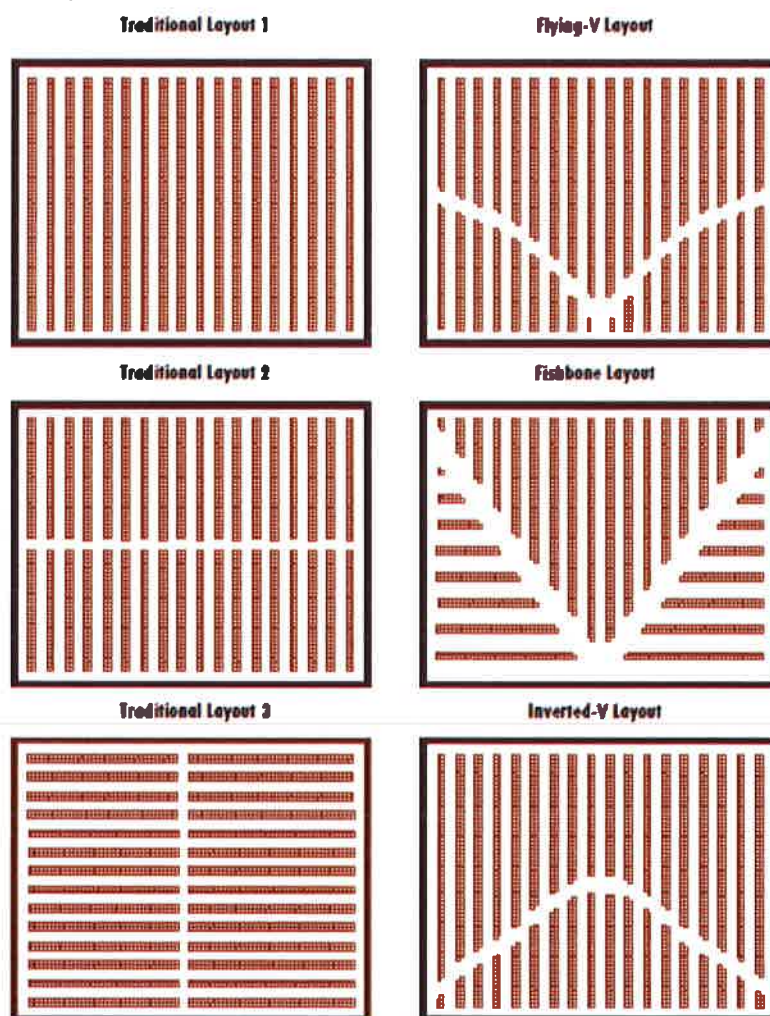 Traditional Layout 1
Flying-V Layout
Traditional Layout 2
Fishbone Layout
Traditional Layout 3
Inverted-V Layout